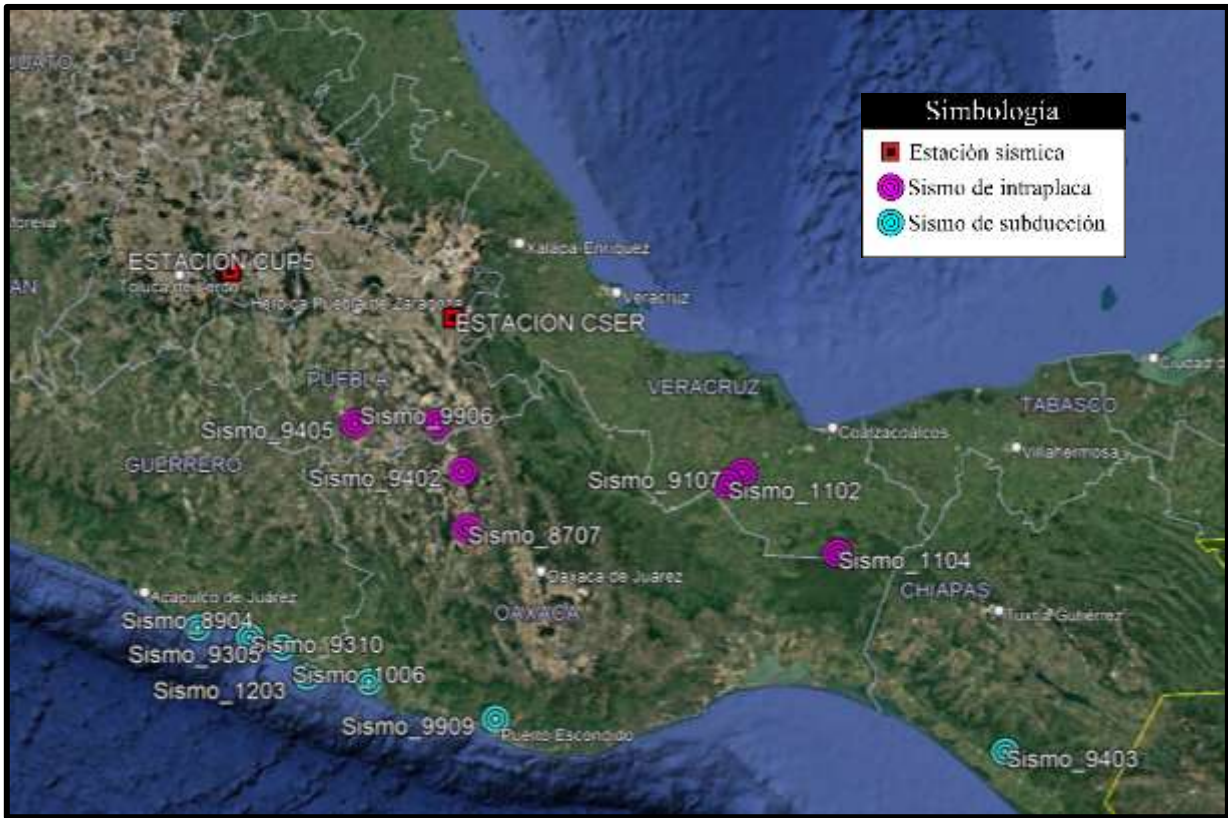 Simbología
Estación sísmica
Sismo de intraplaca
Sismo de subducción
Xalapa-Enríquez
ESTACION CUP5
Toluca de Lerdo
AN
Heroica Puebla de Zaragoza
Veracruz
ESTACION CSER
PUEBLA
VERACRUZ
TABASCO
Sismo_9906
Sismo_9405
Coatzacoalcos
Villahermosa
GUERRERO
Sismo_9402
Sismo_9107
Sismo_1102
Sismo_8707
Sismo_1104
Oaxaca de Juárez
CHIAPAS
Acapulco de Juárez
OAXACA
Tuxtla Gutiérrez
Sismo_8904
Sismo_9310
Sismo_9305
Sismo_1006
Sismo_1203
Sismo_9909
Puerto Escondido
Sismo_9403